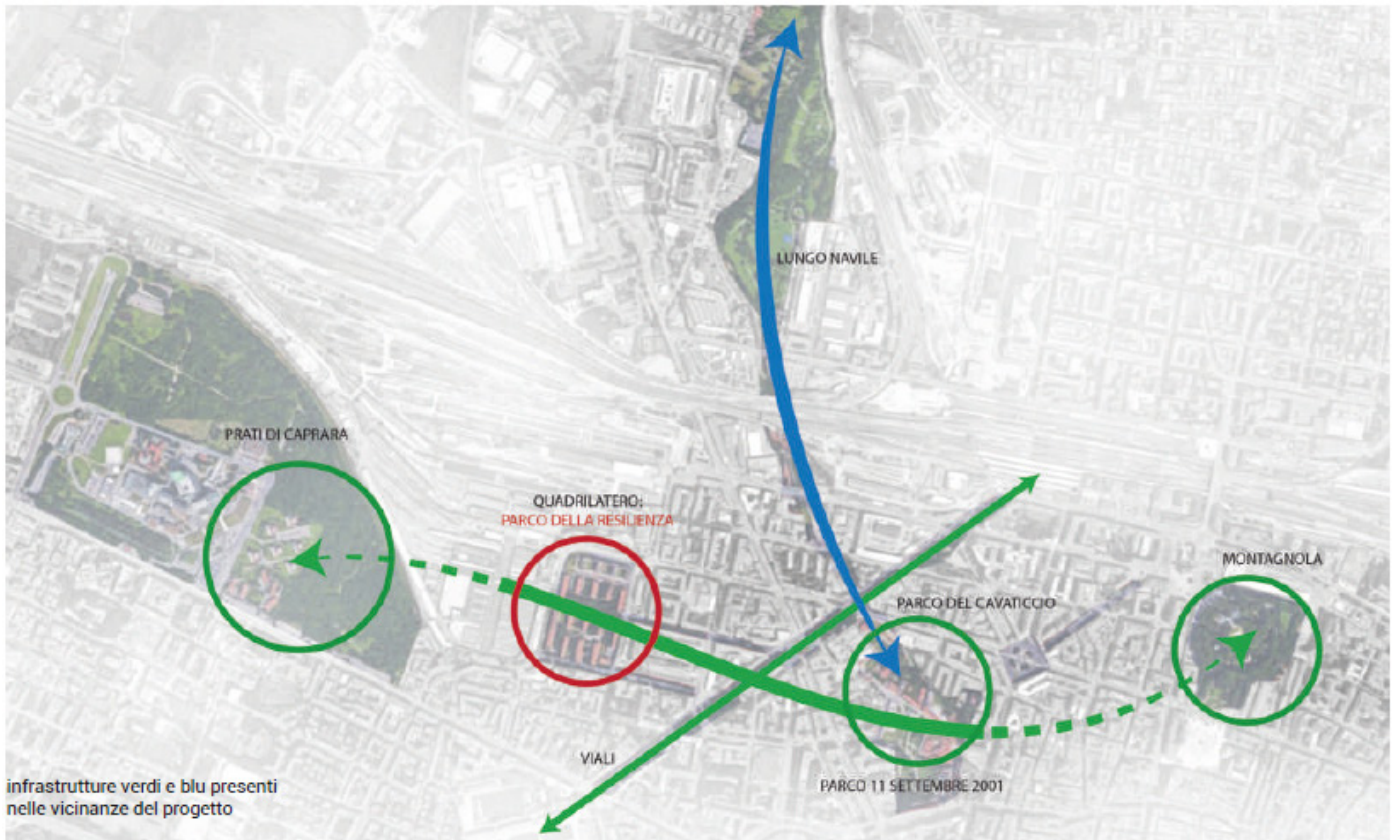 LUNGO NAVILE
PRATI DI CAPRARA
QUADRILATERO:
PARCO DELLA RESILIENZA
MONTAGNOLA
PARCO DEL CAVATICCIO
VIALI
PARCO 11 SETTEMBRE 2001
infrastrutture verdi e blu presenti
nelle vicinanze del progetto